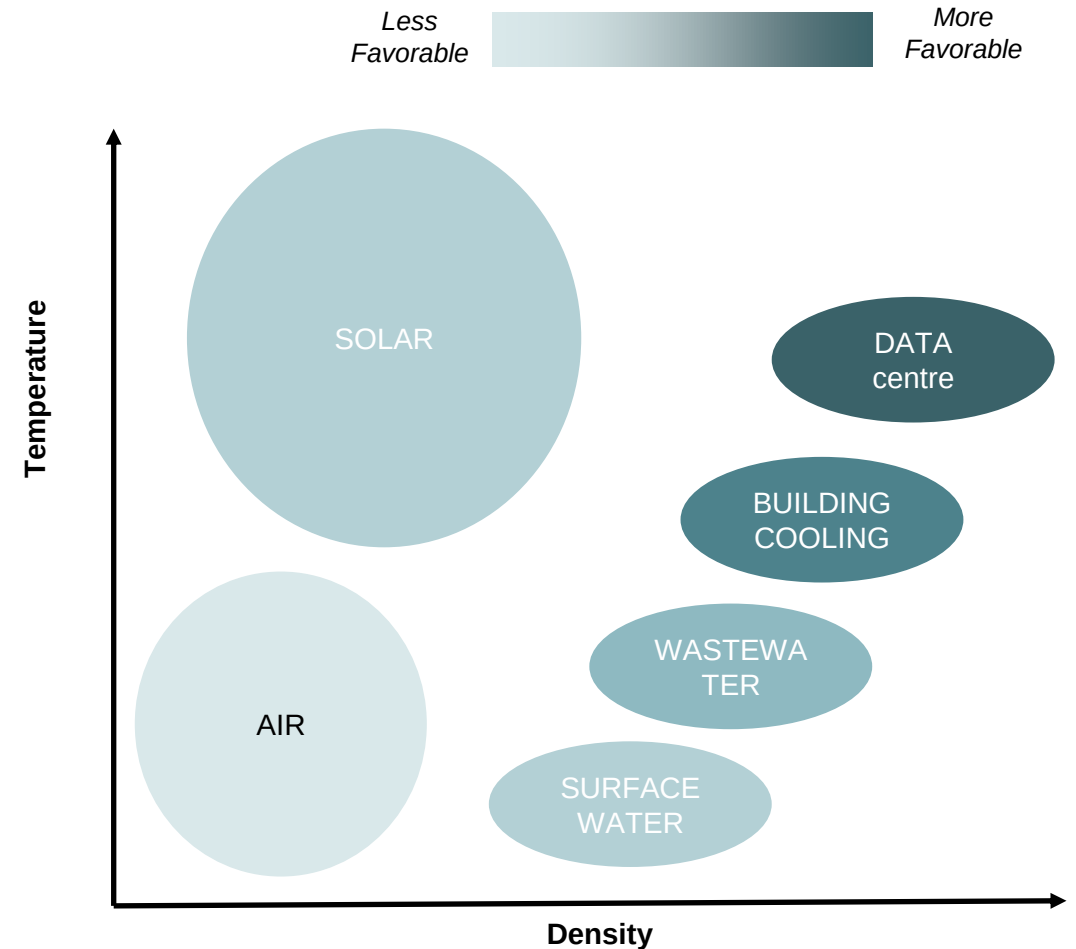 Less
Favorable
More
Favorable
Temperature
SOLAR
DATA
centre
BUILDING
COOLING
WASTEWA
TER
AIR
SURFACE
WATER
Density